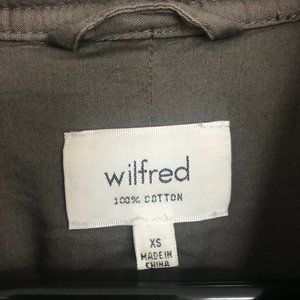 wilfred
100% COTTON
XS
MADE IN
CHINA